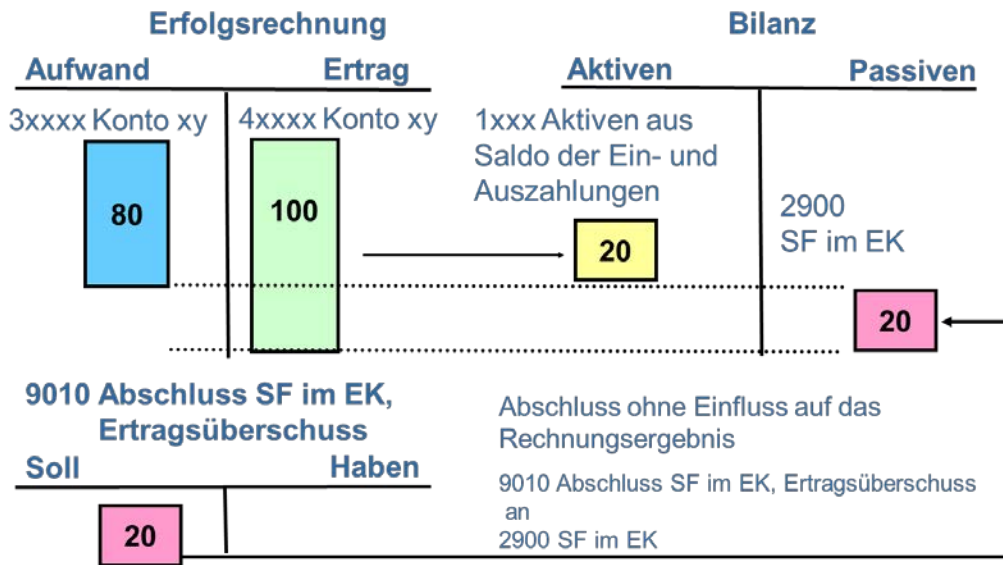 Erfolgsrechnung
Aufwand Ertrag
3xxxx Konto xy 4xxxx Konto xy
80
100
Bilanz
Aktiven Passiven
1xxx Aktiven aus
Saldo der Ein- und
Auszahlungen
20
2900
SF im EK
20
9010 Abschluss SF im EK,
Ertragsüberschuss
Soll Haben
20
Abschluss ohne Einfluss auf das
Rechnungsergebnis
9010 Abschluss SF im EK, Ertragsüberschuss
an
2900 SF im EK